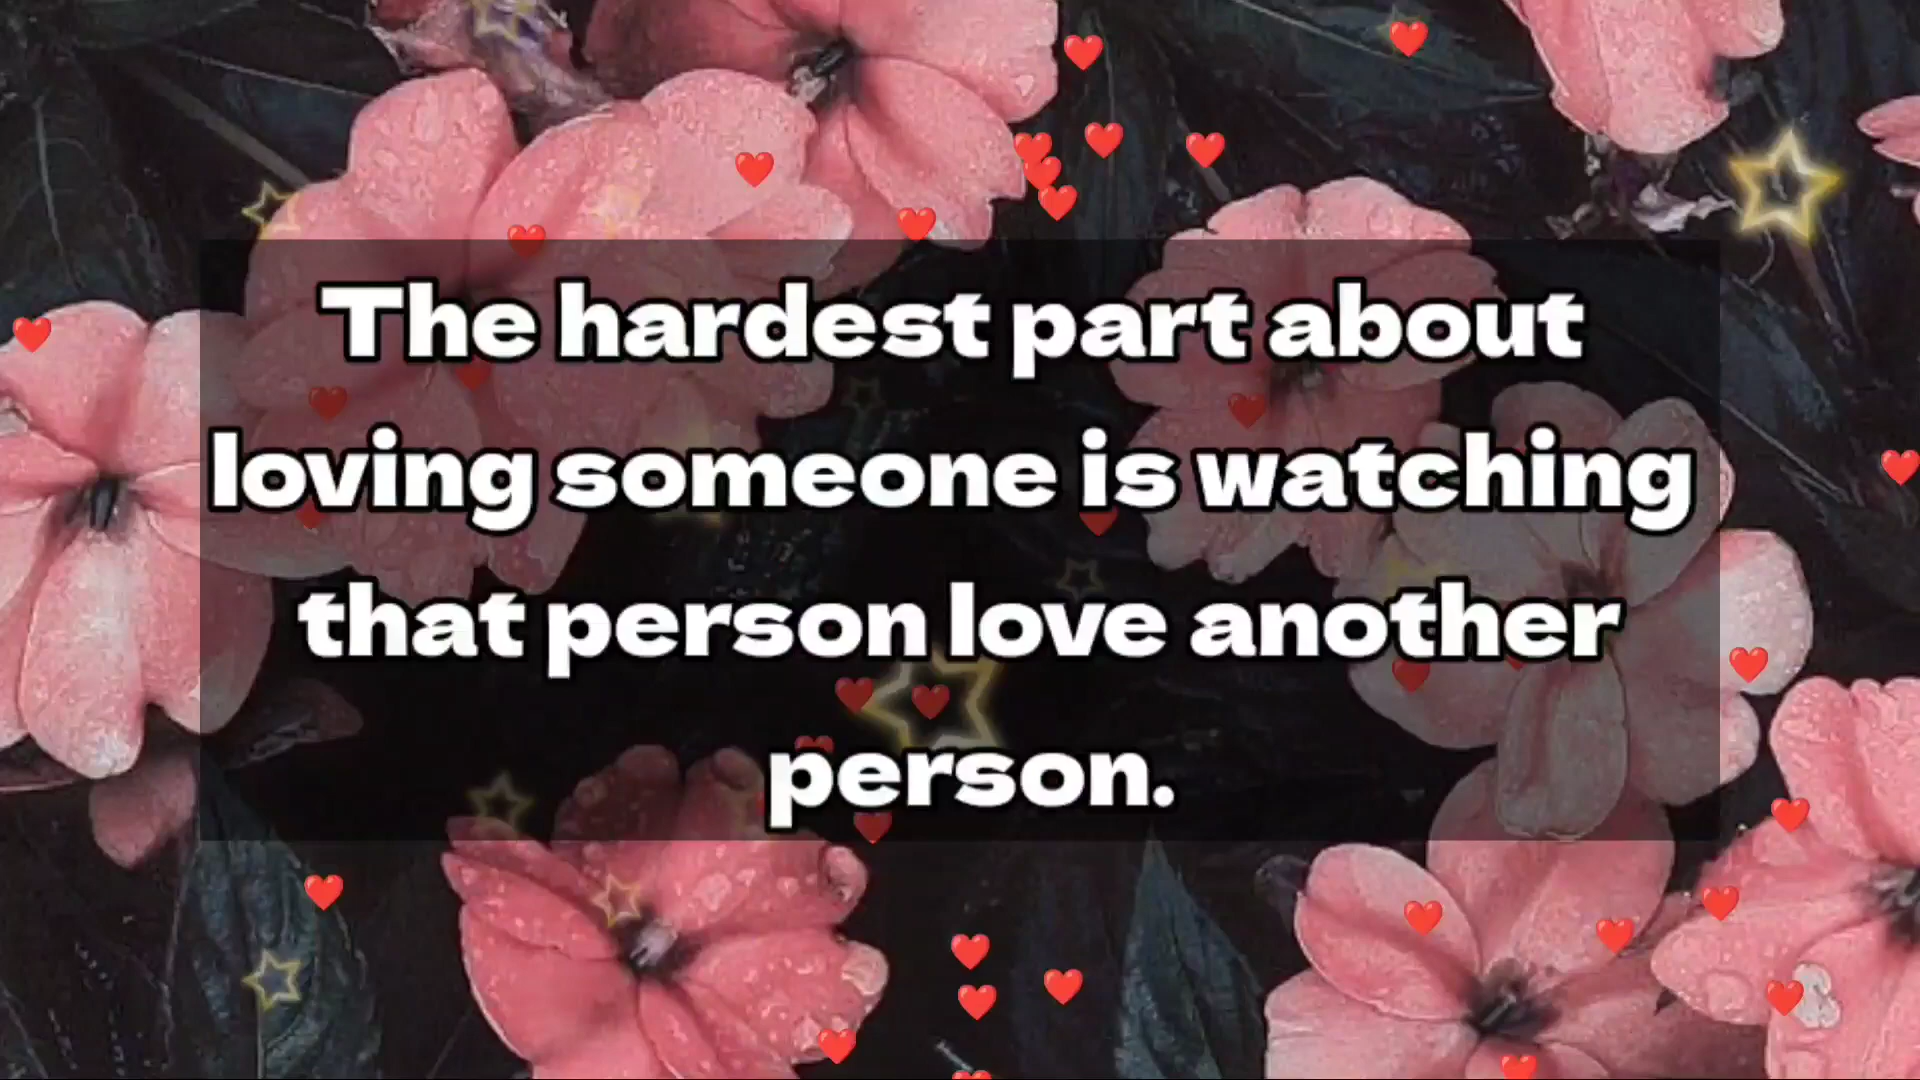 The hardest part about
loving someone is watching
that person love another
person.